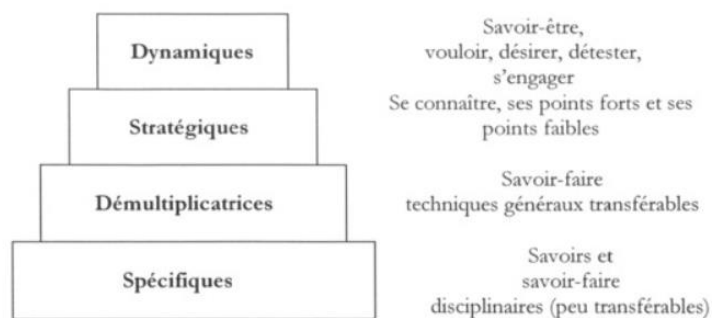 Dynamiques
Savoir-être,
vouloir, désirer, détester,
s'engager
Stratégiques
Se connaître, ses points forts et ses
points faibles
Démultiplicatrices
Savoir-faire
techniques généraux transférables
Spécifiques
Savoirs et
savoir-faire
disciplinaires (peu transférables)